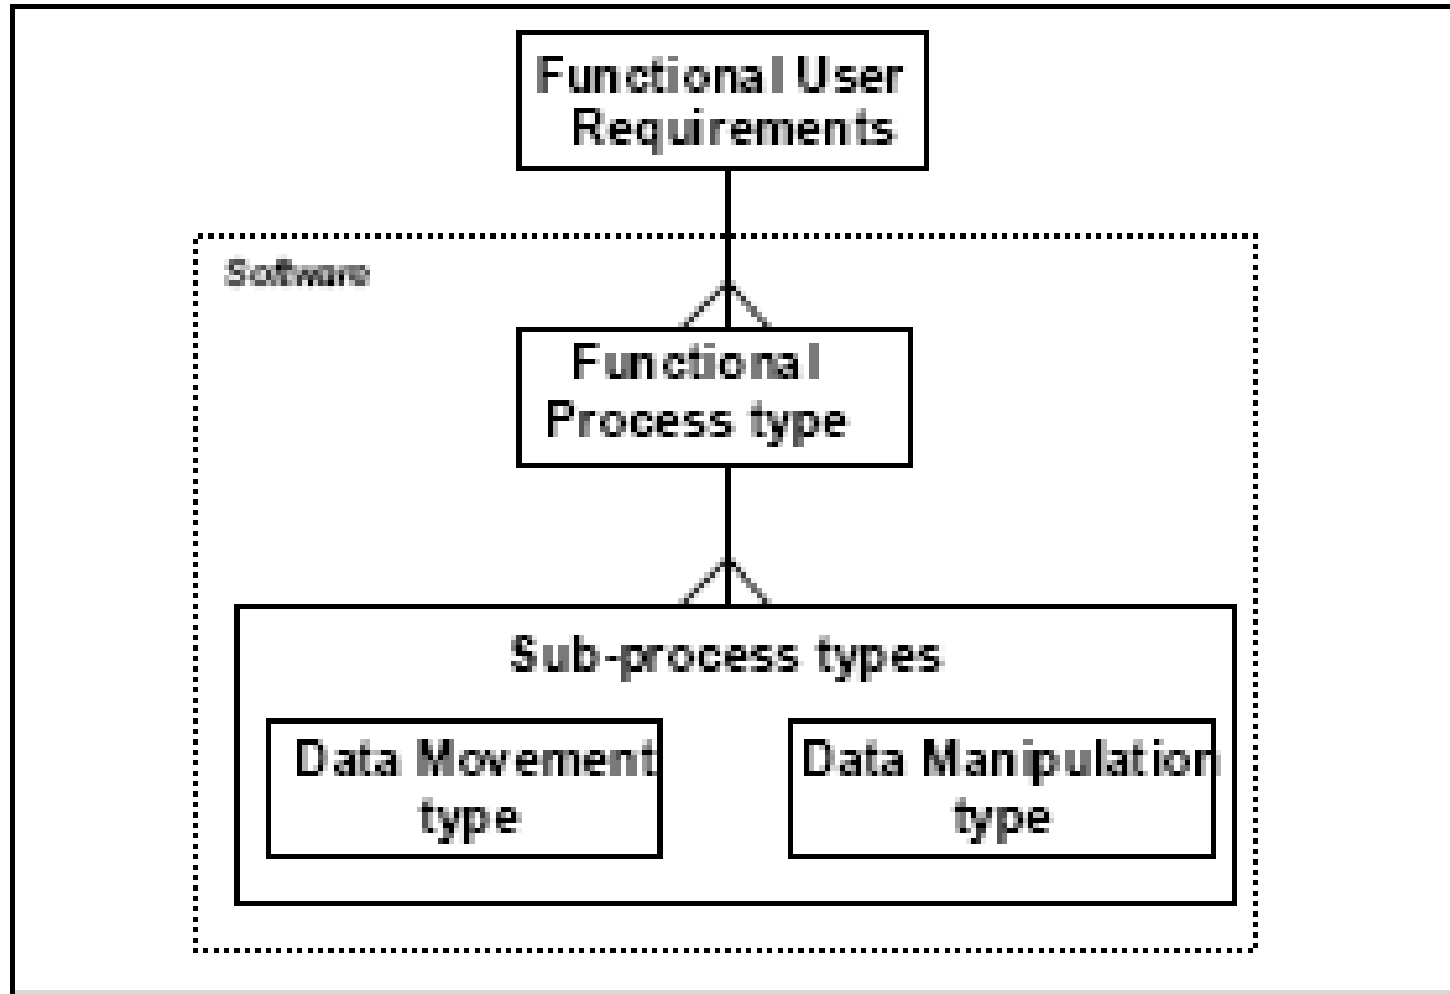 Functional User
Requirements
Software
Functional
Process type
Sub-process types
Data Movement
type
Data Manipulation
type